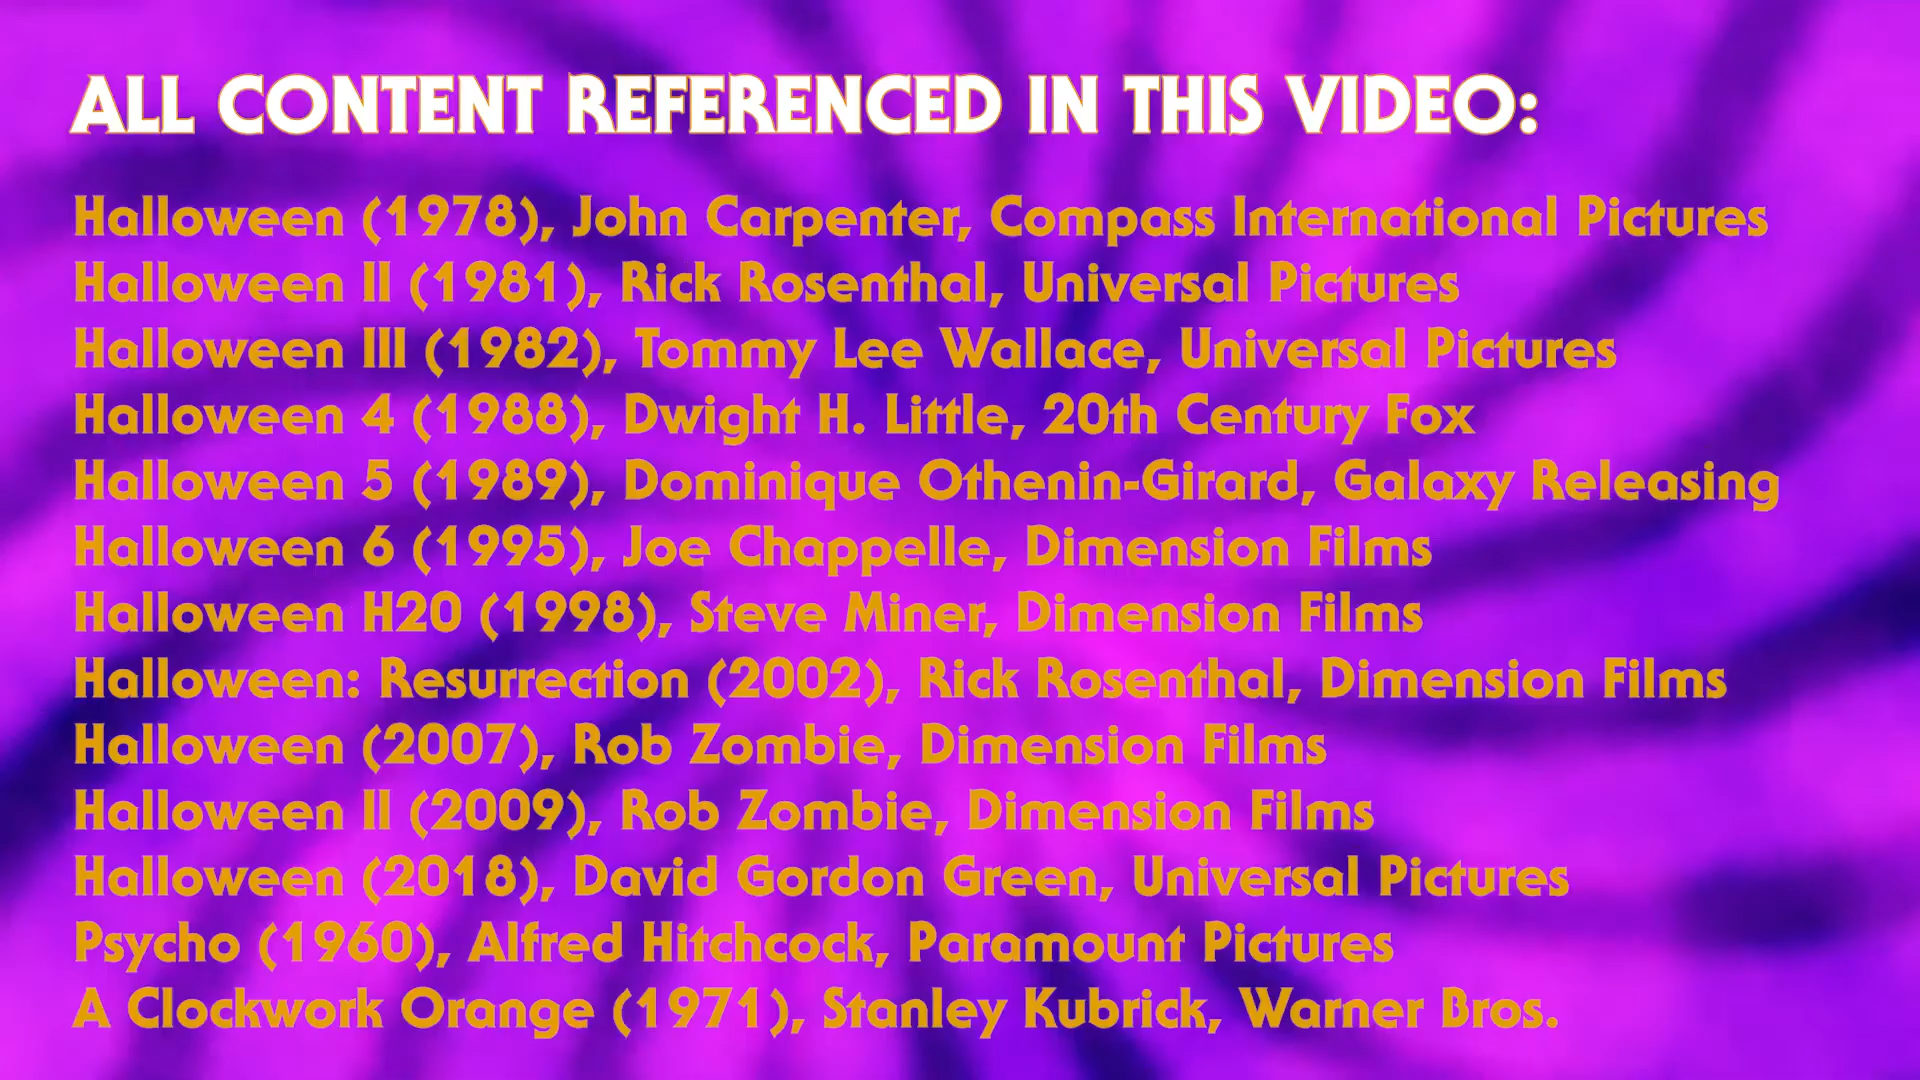 ALL CONTENT REFERENCED IN THIS VIDEO:
Halloween (1978), John Carpenter, Compass International Pictures
Halloween II (1981), Rick Rosenthal, Universal Pictures
Halloween III (1982), Tommy Lee Wallace, Universal Pictures
Halloween 4 (1988), Dwight H. Little, 20th Century Fox
Halloween 5 (1989), Dominique Othenin-Girard, Galaxy Releasing
Halloween 6 (1995), Joe Chappelle, Dimension Films
Halloween H20 (1998), Steve Miner, Dimension Films
Halloween: Resurrection (2002), Rick Rosenthal, Dimension Films
Halloween (2007), Rob Zombie, Dimension Films
Halloween II (2009), Rob Zombie, Dimension Films
Halloween (2018), David Gordon Green, Universal Pictures
Psycho (1960), Alfred Hitchcock, Paramount Pictures
A Clockwork Orange (1971), Stanley Kubrick, Warner Bros.